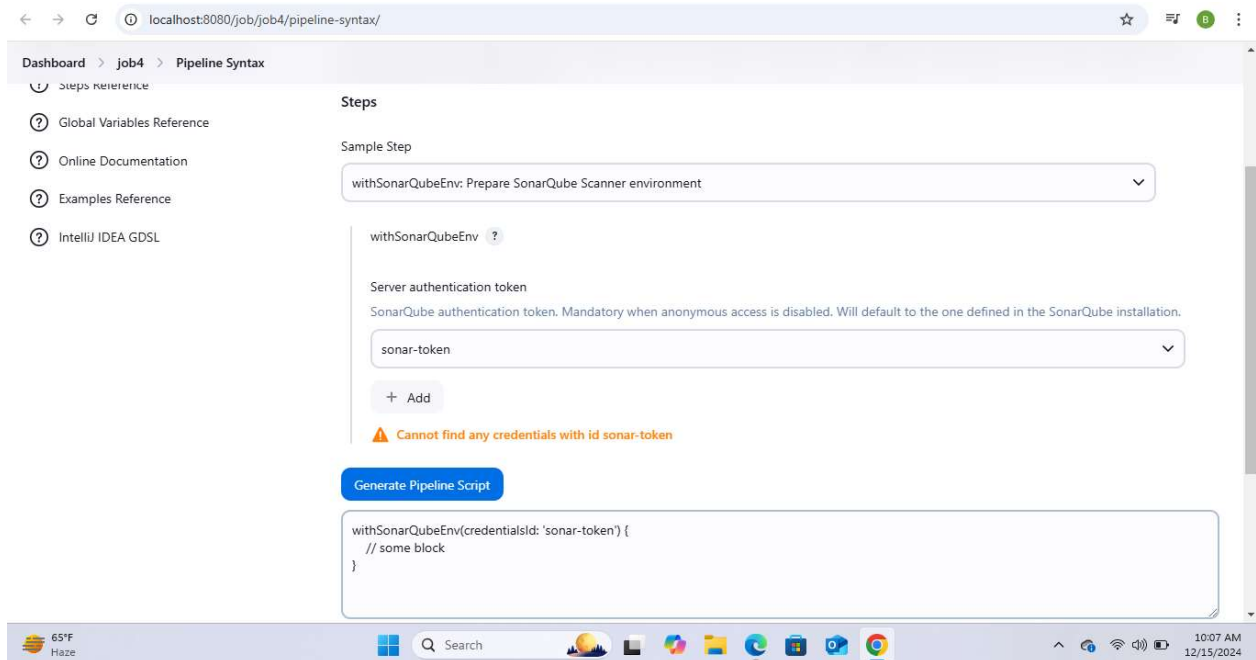 localhost:8080/job/job4/pipeline-syntax/
B
Dashboard > job4 > Pipeline Syntax
Steps Reference
Global Variables Reference
Online Documentation
Examples Reference
IntelliJ IDEA GDSL
Steps
Sample Step
withSonarQubeEnv: Prepare SonarQube Scanner environment
withSonarQubeEnv ?
Server authentication token
SonarQube authentication token. Mandatory when anonymous access is disabled. Will default to the one defined in the SonarQube installation.
sonar-token
+ Add
Cannot find any credentials with id sonar-token
Generate Pipeline Script
withSonarQubeEnv(credentialsId: 'sonar-token') {
// some block
}
65°F
Haze
Search
10:07 AM
12/15/2024